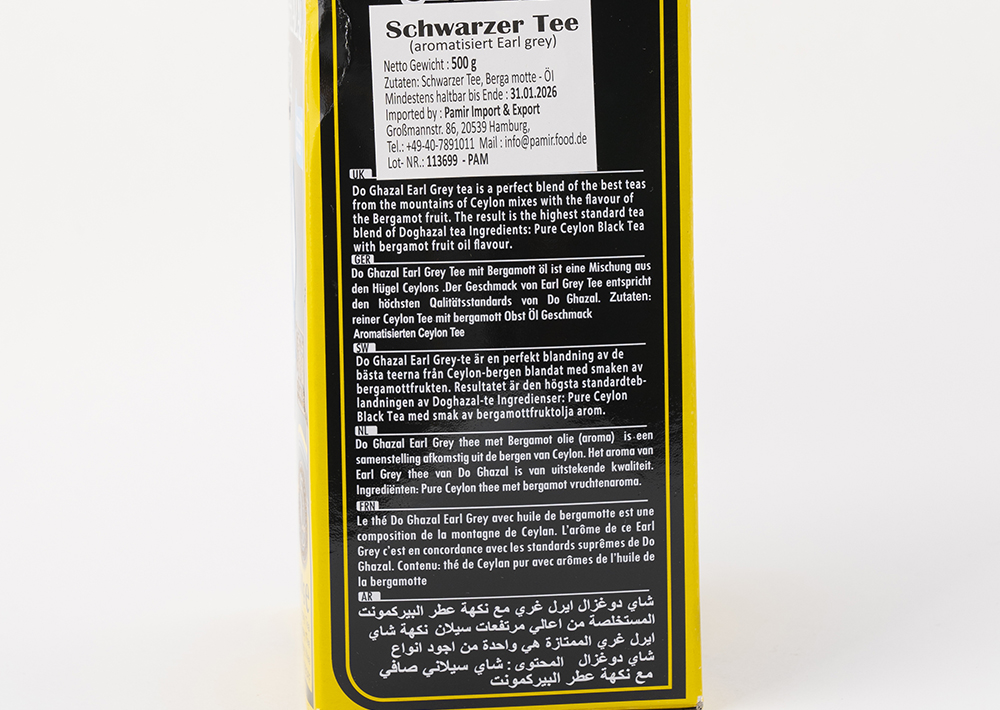 Schwarzer Tee
(aromatisiert Earl grey)
Netto Gewicht : 500 g
Zutaten: Schwarzer Tee, Berga motte - Öl
Mindestens haltbar bis Ende : 31.01.2026
Imported by : Pamir Import & Export
Großmannstr. 86, 20539 Hamburg,
Tel.: +49-40-7891011 Mail : info@pamir.food.de
Lot- NR.: 113699 - PAM
UK
Do Ghazal Earl Grey tea is a perfect blend of the best teas
from the mountains of Ceylon mixes with the flavour of
the Bergamot fruit. The result is the highest standard tea
blend of Doghazal tea Ingredients: Pure Ceylon Black Tea
with bergamot fruit oil flavour.
GER
Do Ghazal Earl Grey Tee mit Bergamott öl ist eine Mischung aus
den Hügel Ceylons .Der Geschmack von Earl Grey Tee entspricht
den höchsten Qalitätsstandards von Do Ghazal. Zutaten:
reiner Ceylon Tee mit bergamott Obst Öl Geschmack
Aromatisierten Ceylon Tee
SW
Do Ghazal Earl Grey-te är en perfekt blandning av de
bästa teerna från Ceylon-bergen blandat med smaken av
bergamottfrukten. Resultatet är den högsta standardteb-
landningen av Doghazal-te Ingredienser: Pure Ceylon
Black Tea med smak av bergamottfruktolja arom.
NL
Do Ghazal Earl Grey thee met Bergamot olie (aroma) is een
samenstelling afkomstig uit de bergen van Ceylon. Het aroma van
Earl Grey thee van Do Ghazal is van uitstekende kwaliteit.
Ingrediënten: Pure Ceylon thee met bergamot vruchtenaroma.
FRN
Le thé Do Ghazal Earl Grey avec huile de bergamotte est une
composition de la montagne de Ceylan. L'arôme de ce Earl
Grey c'est en concordance avec les standards suprêmes de Do
Ghazal. Contenu: thé de Ceylan pur avec arômes de l'huile de
la bergamotte
AR
شاي دوغزال ايرل غري مع نكهة عطر البيركمونت
المستخلصة من اعالي مرتفعات سيلان نكهة شاي
ايرل غري الممتازة هي واحدة من اجود انواع
شاي دوغزال المحتوى : شاي سيلاني صافي
مع نكهة عطر البيركمونت